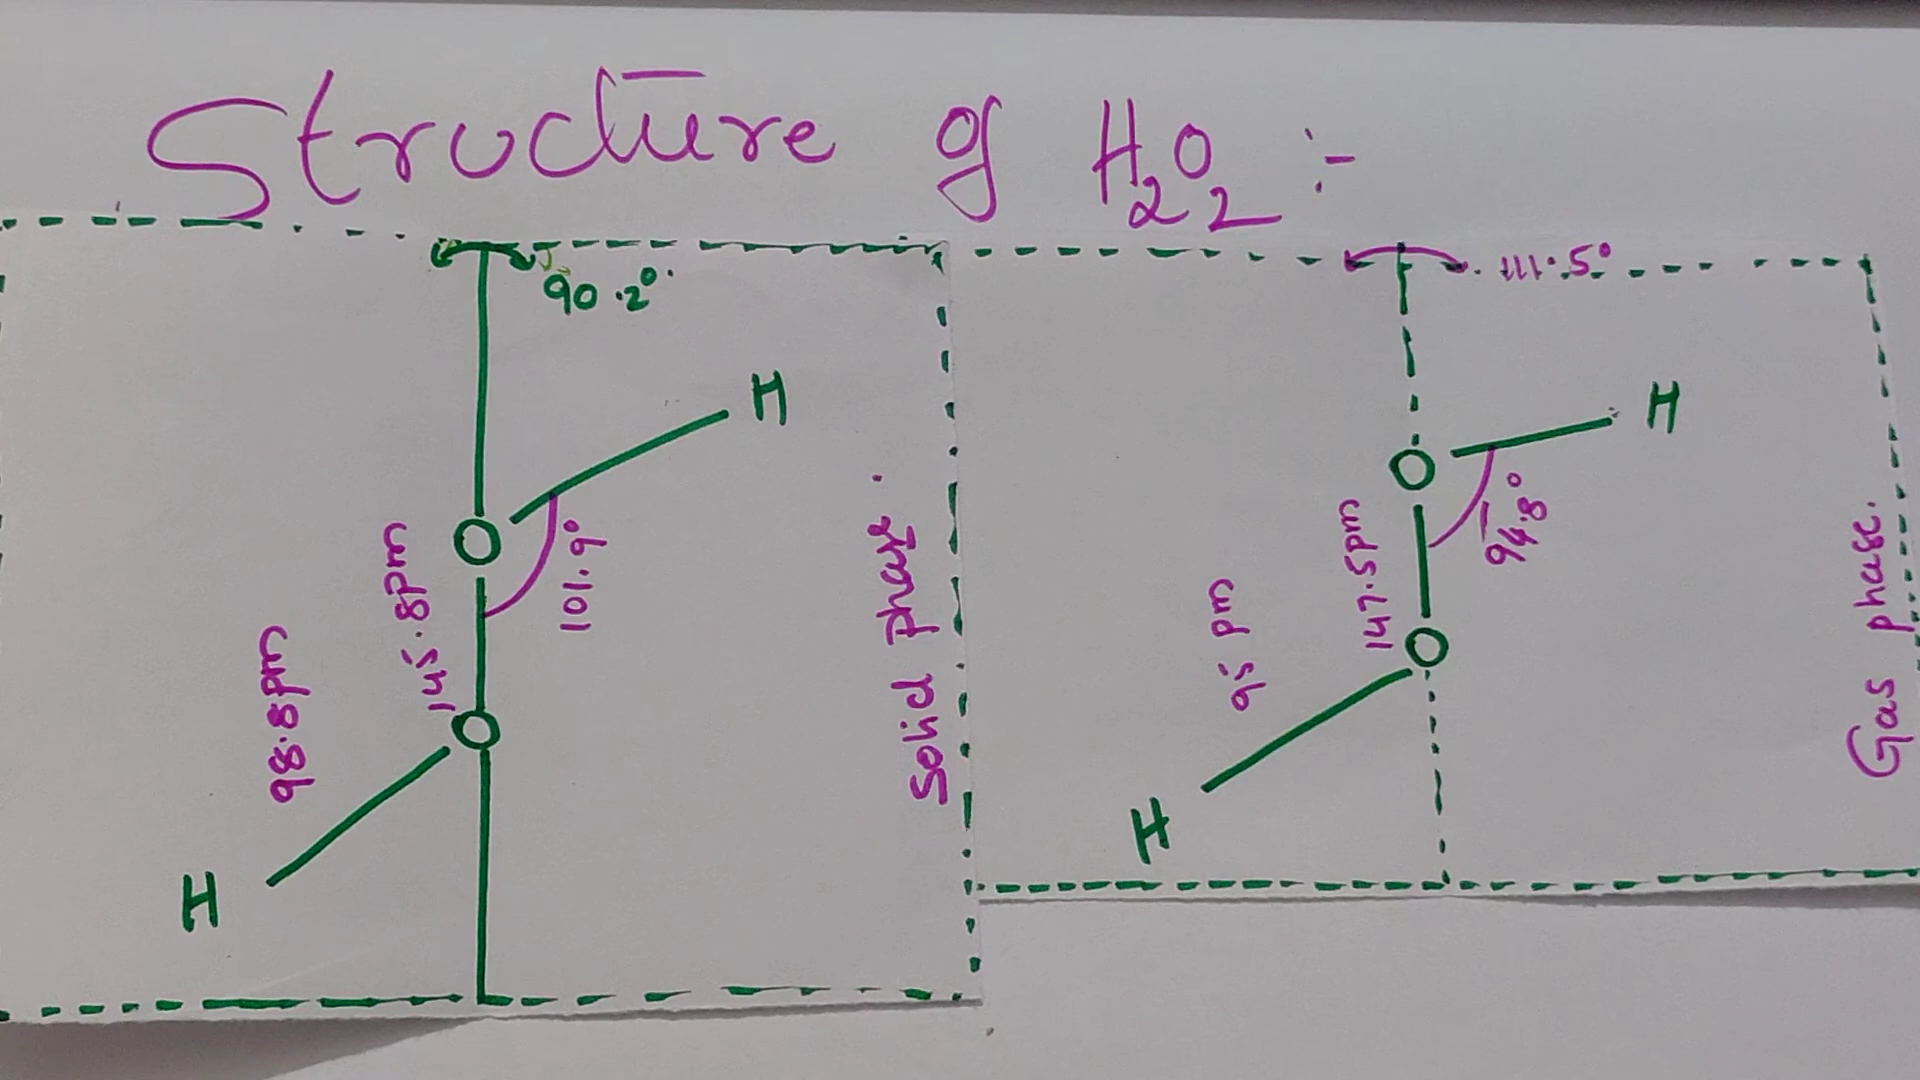 Structure of H₂O₂ :-
90.2°
H
O
101.9°
145.8pm
98.8pm
O
H
Solid phase.
111.5°
H
O
94.8°
147.5pm
95 pm
O
H
Gas phase.